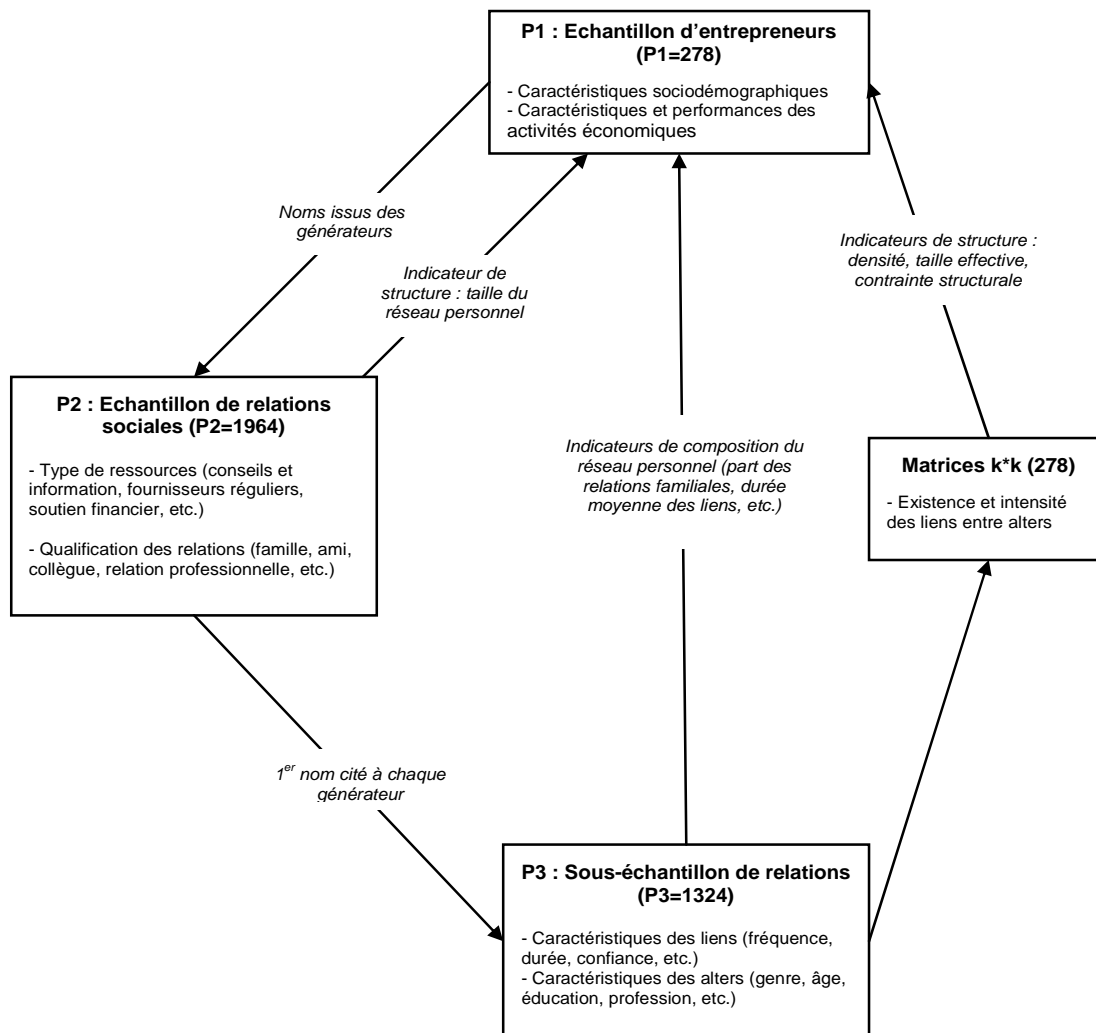 P1 : Echantillon d'entrepreneurs
(P1=278)
- Caractéristiques sociodémographiques
- Caractéristiques et performances des
activités économiques
Noms issus des
générateurs
Indicateur de
structure : taille du
réseau personnel
Indicateurs de structure :
densité, taille effective,
contrainte structurale
P2 : Echantillon de relations
sociales (P2=1964)
- Type de ressources (conseils et
information, fournisseurs réguliers,
soutien financier, etc.)
- Qualification des relations (famille, ami,
collègue, relation professionnelle, etc.)
Indicateurs de composition du
réseau personnel (part des
relations familiales, durée
moyenne des liens, etc.)
Matrices k*k (278)
- Existence et intensité
des liens entre alters
1er nom cité à chaque
générateur
P3 : Sous-échantillon de relations
(P3=1324)
- Caractéristiques des liens (fréquence,
durée, confiance, etc.)
- Caractéristiques des alters (genre, âge,
éducation, profession, etc.)